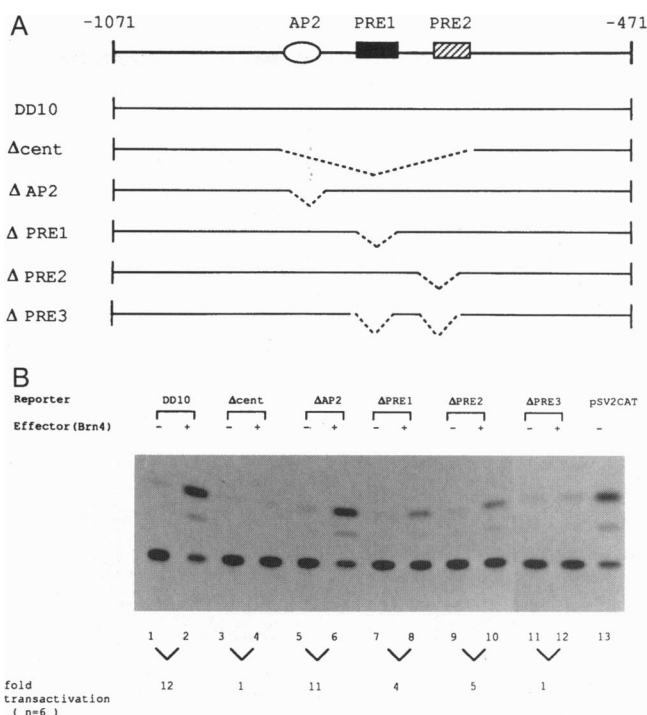 A
-1071 AP2 PRE1 PRE2 -471
DD10
Δcent
Δ AP2
Δ PRE1
Δ PRE2
Δ PRE3
B
Reporter DD10 Δcent ΔAP2 ΔPRE1 ΔPRE2 ΔPRE3 pSV2CAT
Effector(Brn4) - + - + - + - + - + - + -
1 2 3 4 5 6 7 8 9 10 11 12 13
fold 12 1 11 4 5 1
transactivation
( n=6 )